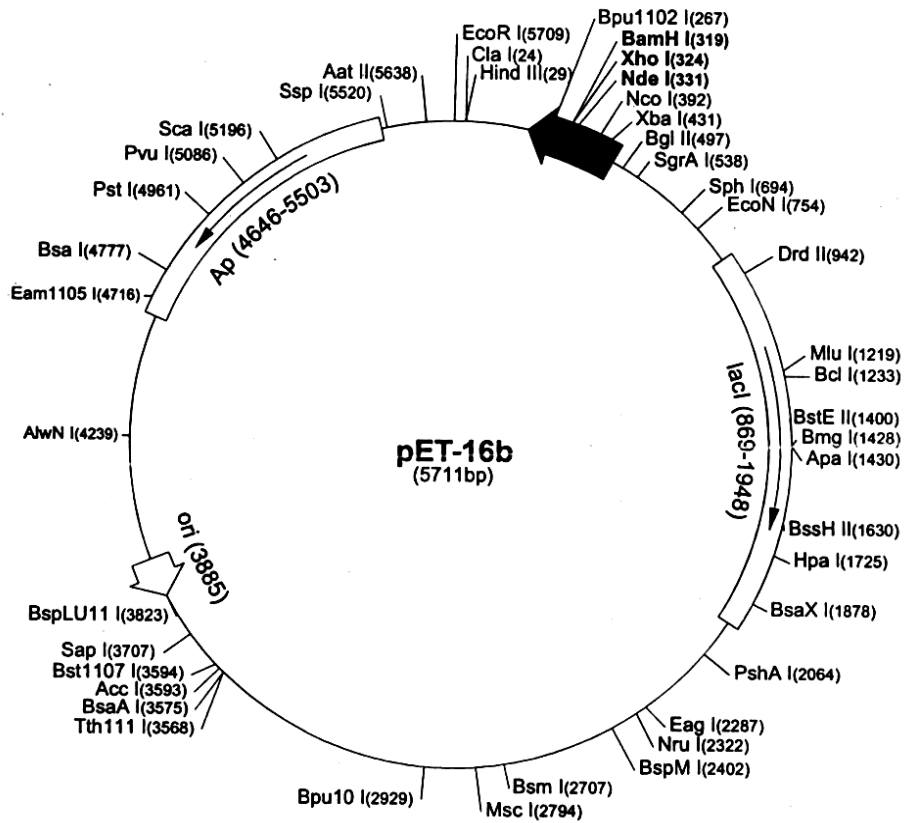 EcoR I(5709)
Cla I(24)
Hind III(29)
Bpu1102 I(267)
BamH I(319)
Xho I(324)
Nde I(331)
Nco I(392)
Xba I(431)
Bgl II(497)
SgrA I(538)
Sph I(694)
EcoN I(754)
Drd II(942)
Mlu I(1219)
Bcl I(1233)
BstE II(1400)
Bmg I(1428)
Apa I(1430)
BssH II(1630)
Hpa I(1725)
BsaX I(1878)
PshA I(2064)
Eag I(2287)
Nru I(2322)
BspM I(2402)
Bsm I(2707)
Msc I(2794)
Bpu10 I(2929)
Tth111 I(3568)
BsaA I(3575)
Acc I(3593)
Bst1107 I(3594)
Sap I(3707)
BspLU11 I(3823)
AlwN I(4239)
Eam1105 I(4716)
Bsa I(4777)
Pst I(4961)
Pvu I(5086)
Sca I(5196)
Ssp I(5520)
Aat II(5638)
Ap (4646-5503)
lacI (869-1948)
ori (3885)
pET-16b
(5711bp)